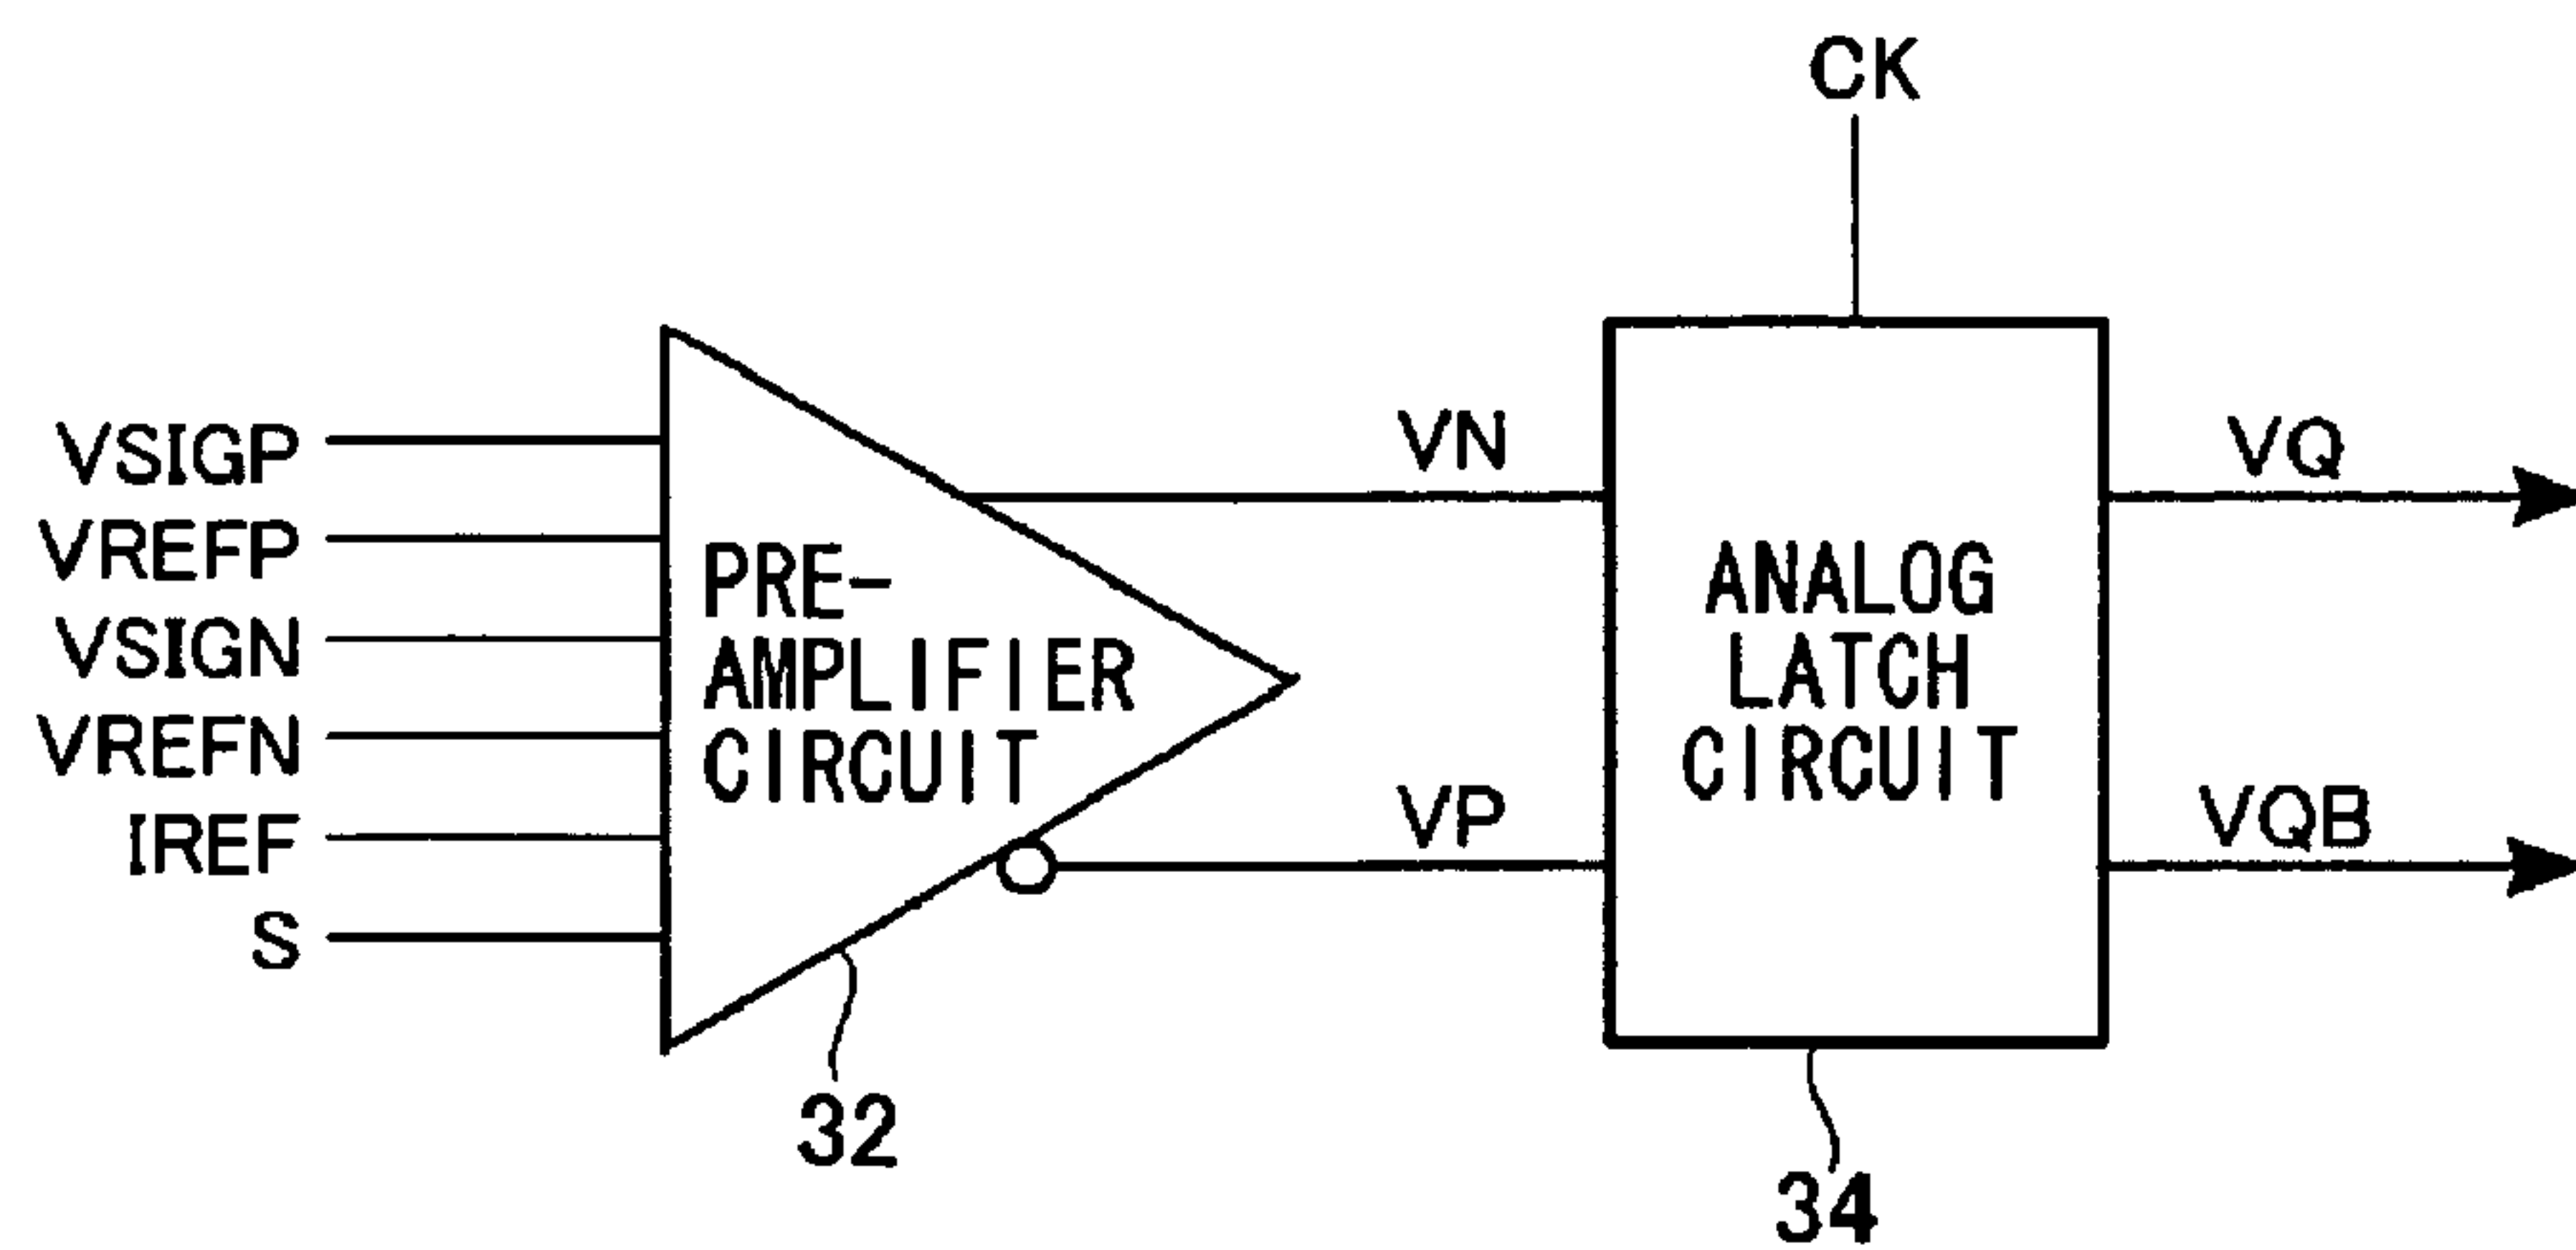 CK
VSIGP
VREFP
VSIGN
VREFN
IREF
S
PRE-
AMPLIFIER
CIRCUIT
32
VN
VP
ANALOG
LATCH
CIRCUIT
34
VQ
VQB